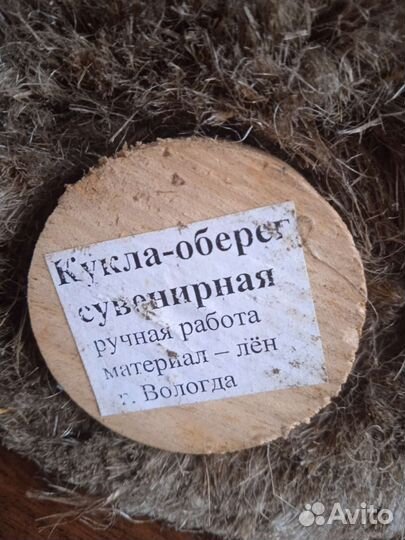 Кукла-оберег
сувенирная
ручная работа
материал – лён
г. Вологда
Avito